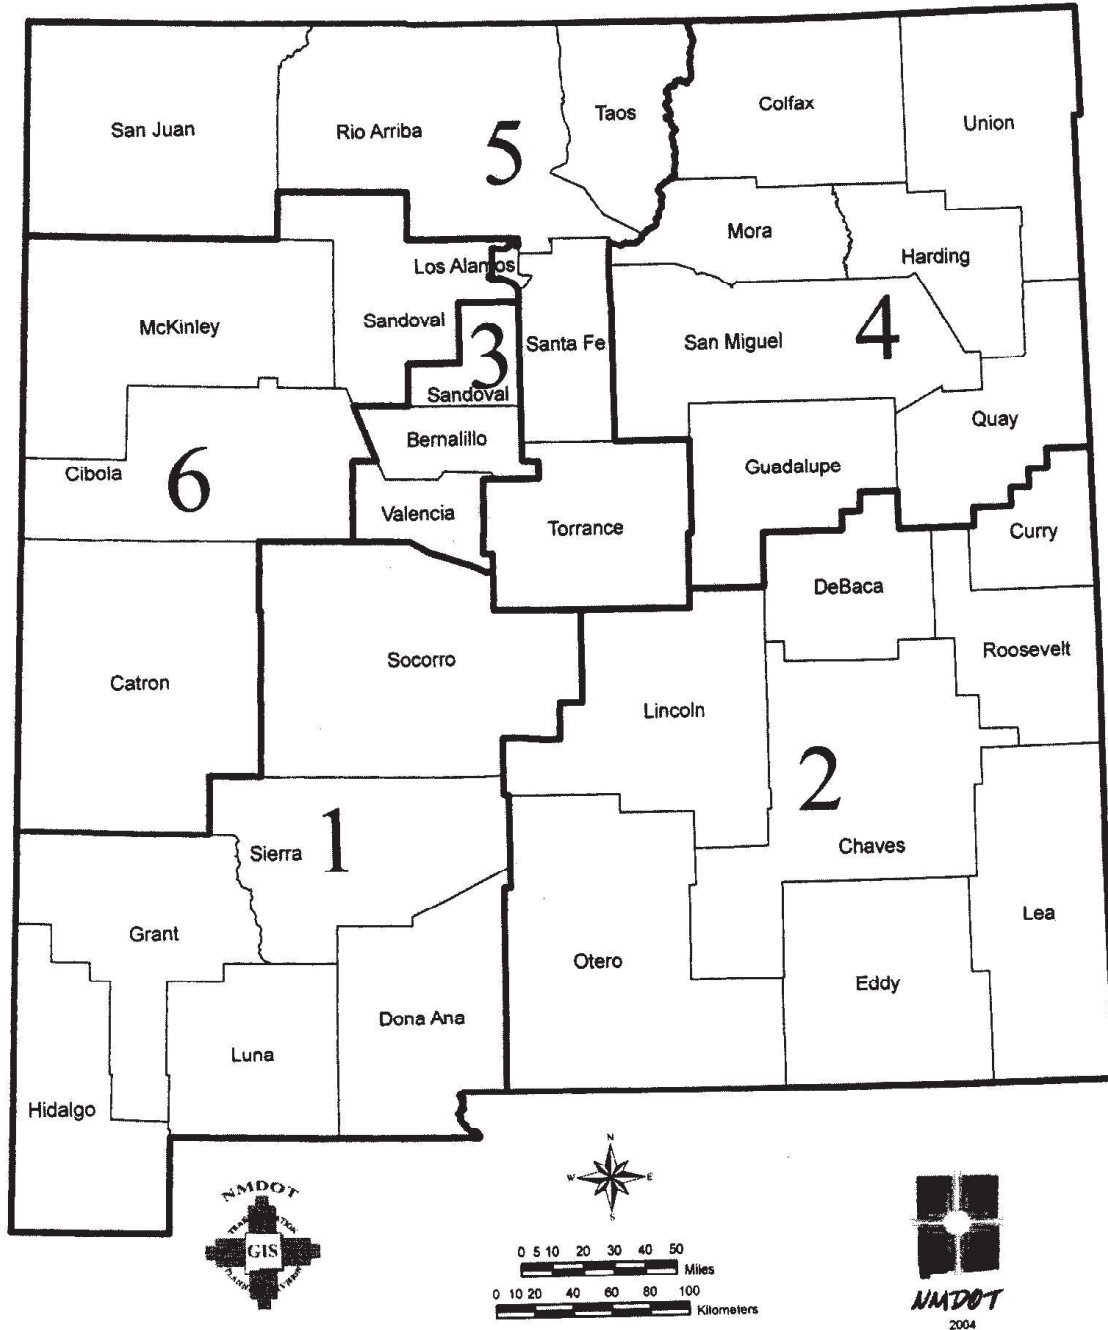 San Juan
Rio Arriba
5
Taos
Colfax
Union
Mora
Harding
Los Alamos
McKinley
Sandoval
3
Santa Fe
San Miguel
4
Sandoval
Quay
Bernalillo
Cibola
6
Guadalupe
Valencia
Torrance
Curry
DeBaca
Socorro
Roosevelt
Catron
Lincoln
2
1
Sierra
Chaves
Grant
Otero
Lea
Eddy
Dona Ana
Luna
Hidalgo
N
W E
S
NMDOT
GIS
0 5 10 20 30 40 50
Miles
0 10 20 40 60 80 100
Kilometers
NMDOT
2004